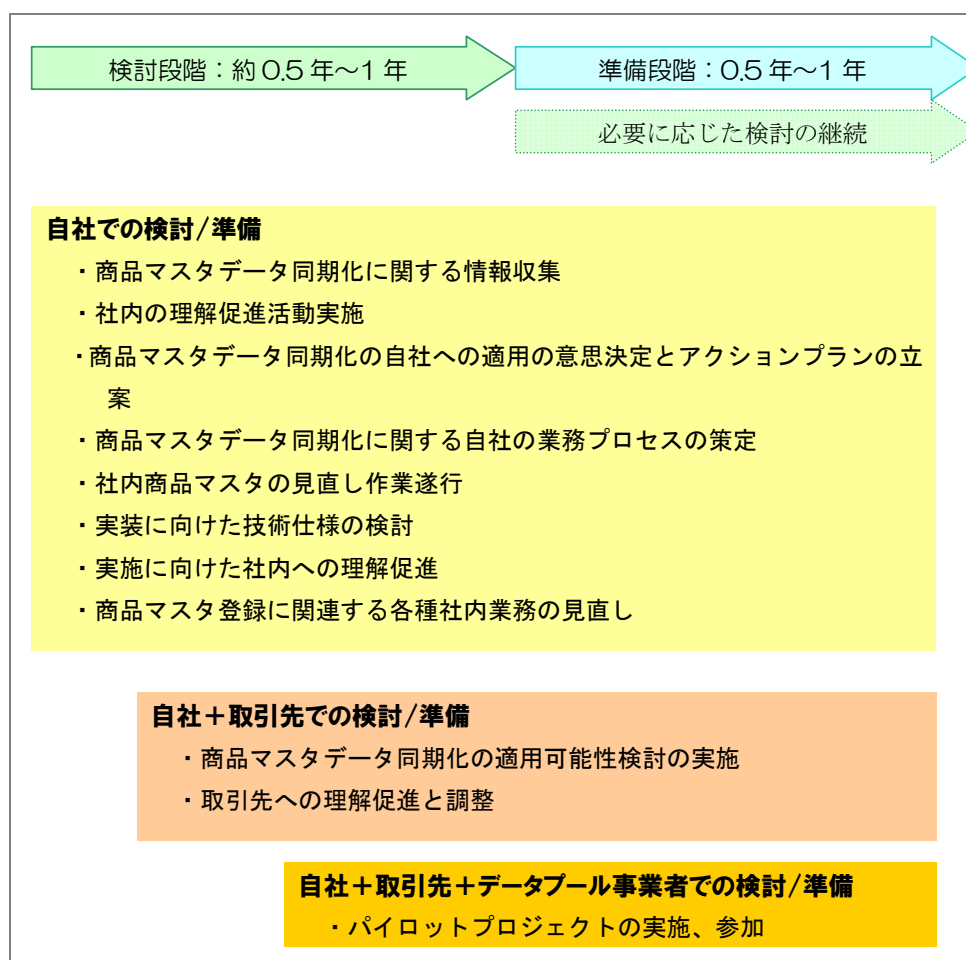 検討段階：約0.5年～1年
準備段階：0.5年～1年
必要に応じた検討の継続
自社での検討/準備
・商品マスタデータ同期化に関する情報収集
・社内の理解促進活動実施
・商品マスタデータ同期化の自社への適用の意思決定とアクションプランの立
案
・商品マスタデータ同期化に関する自社の業務プロセスの策定
・社内商品マスタの見直し作業遂行
・実装に向けた技術仕様の検討
・実施に向けた社内への理解促進
・商品マスタ登録に関連する各種社内業務の見直し
自社＋取引先での検討/準備
・商品マスタデータ同期化の適用可能性検討の実施
・取引先への理解促進と調整
自社＋取引先＋データプール事業者での検討/準備
・パイロットプロジェクトの実施、参加